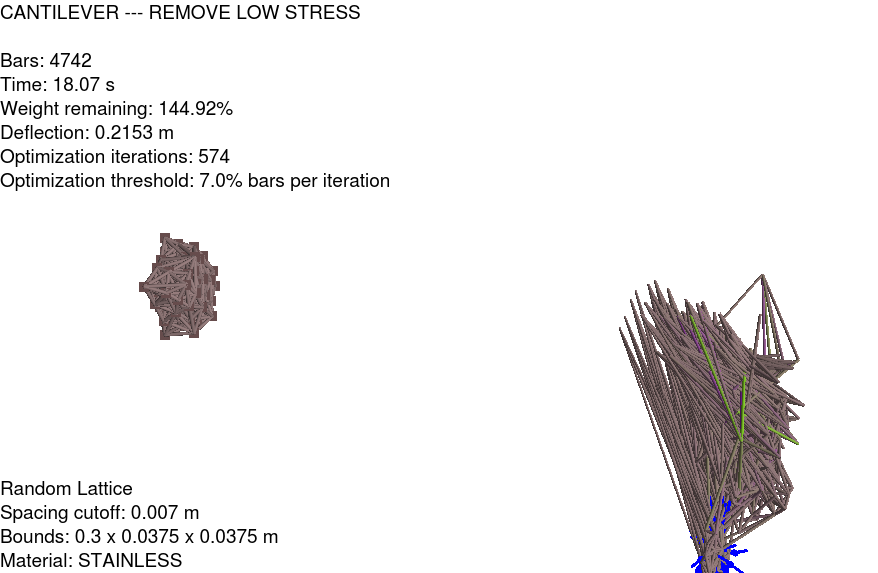 CANTILEVER --- REMOVE LOW STRESS
Bars: 4742
Time: 18.07 s
Weight remaining: 144.92%
Deflection: 0.2153 m
Optimization iterations: 574
Optimization threshold: 7.0% bars per iteration
Random Lattice
Spacing cutoff: 0.007 m
Bounds: 0.3 x 0.0375 x 0.0375 m
Material: STAINLESS